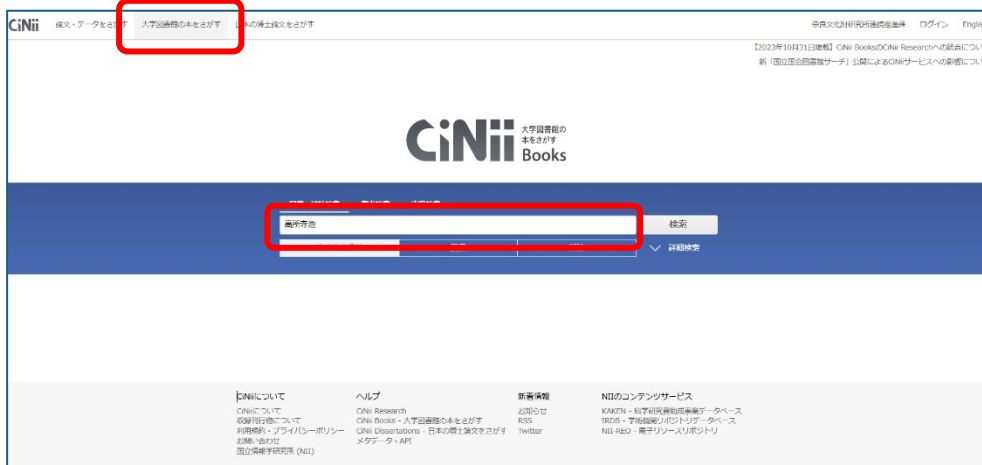 CiNii 論文・データをさがす 大学図書館の本をさがす 日本の博士論文をさがす
奈良文化財研究所連携推進課 ログイン Englis
【2023年10月31日掲載】CiNii BooksのCiNii Researchへの統合につい
新「国立国会図書館サーチ」公開によるCiNiiサービスへの影響につい
CiNii 大学図書館の
本をさがす
Books
高所寺池
検索
詳細検索
CiNiiについて
CiNiiについて
収録刊行物について
利用規約・プライバシーポリシー
お問い合わせ
国立情報学研究所 (NII)
ヘルプ
CiNii Research
CiNii Books - 大学図書館の本をさがす
CiNii Dissertations - 日本の博士論文をさがす
メタデータ・API
新着情報
お知らせ
RSS
Twitter
NIIのコンテンツサービス
KAKEN - 科学研究費助成事業データベース
IRDB - 学術機関リポジトリデータベース
NII-REO - 電子リソースリポジトリ